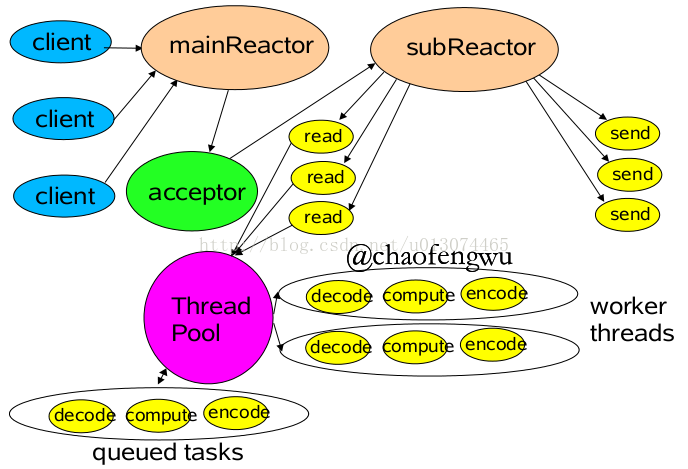 client
mainReactor
subReactor
client
client
acceptor
read
read
read
send
send
send
http://blog.csdn.net/u013074465
@chaofengwu
Thread
Pool
decode compute encode
decode compute encode
worker
threads
decode compute encode
queued tasks